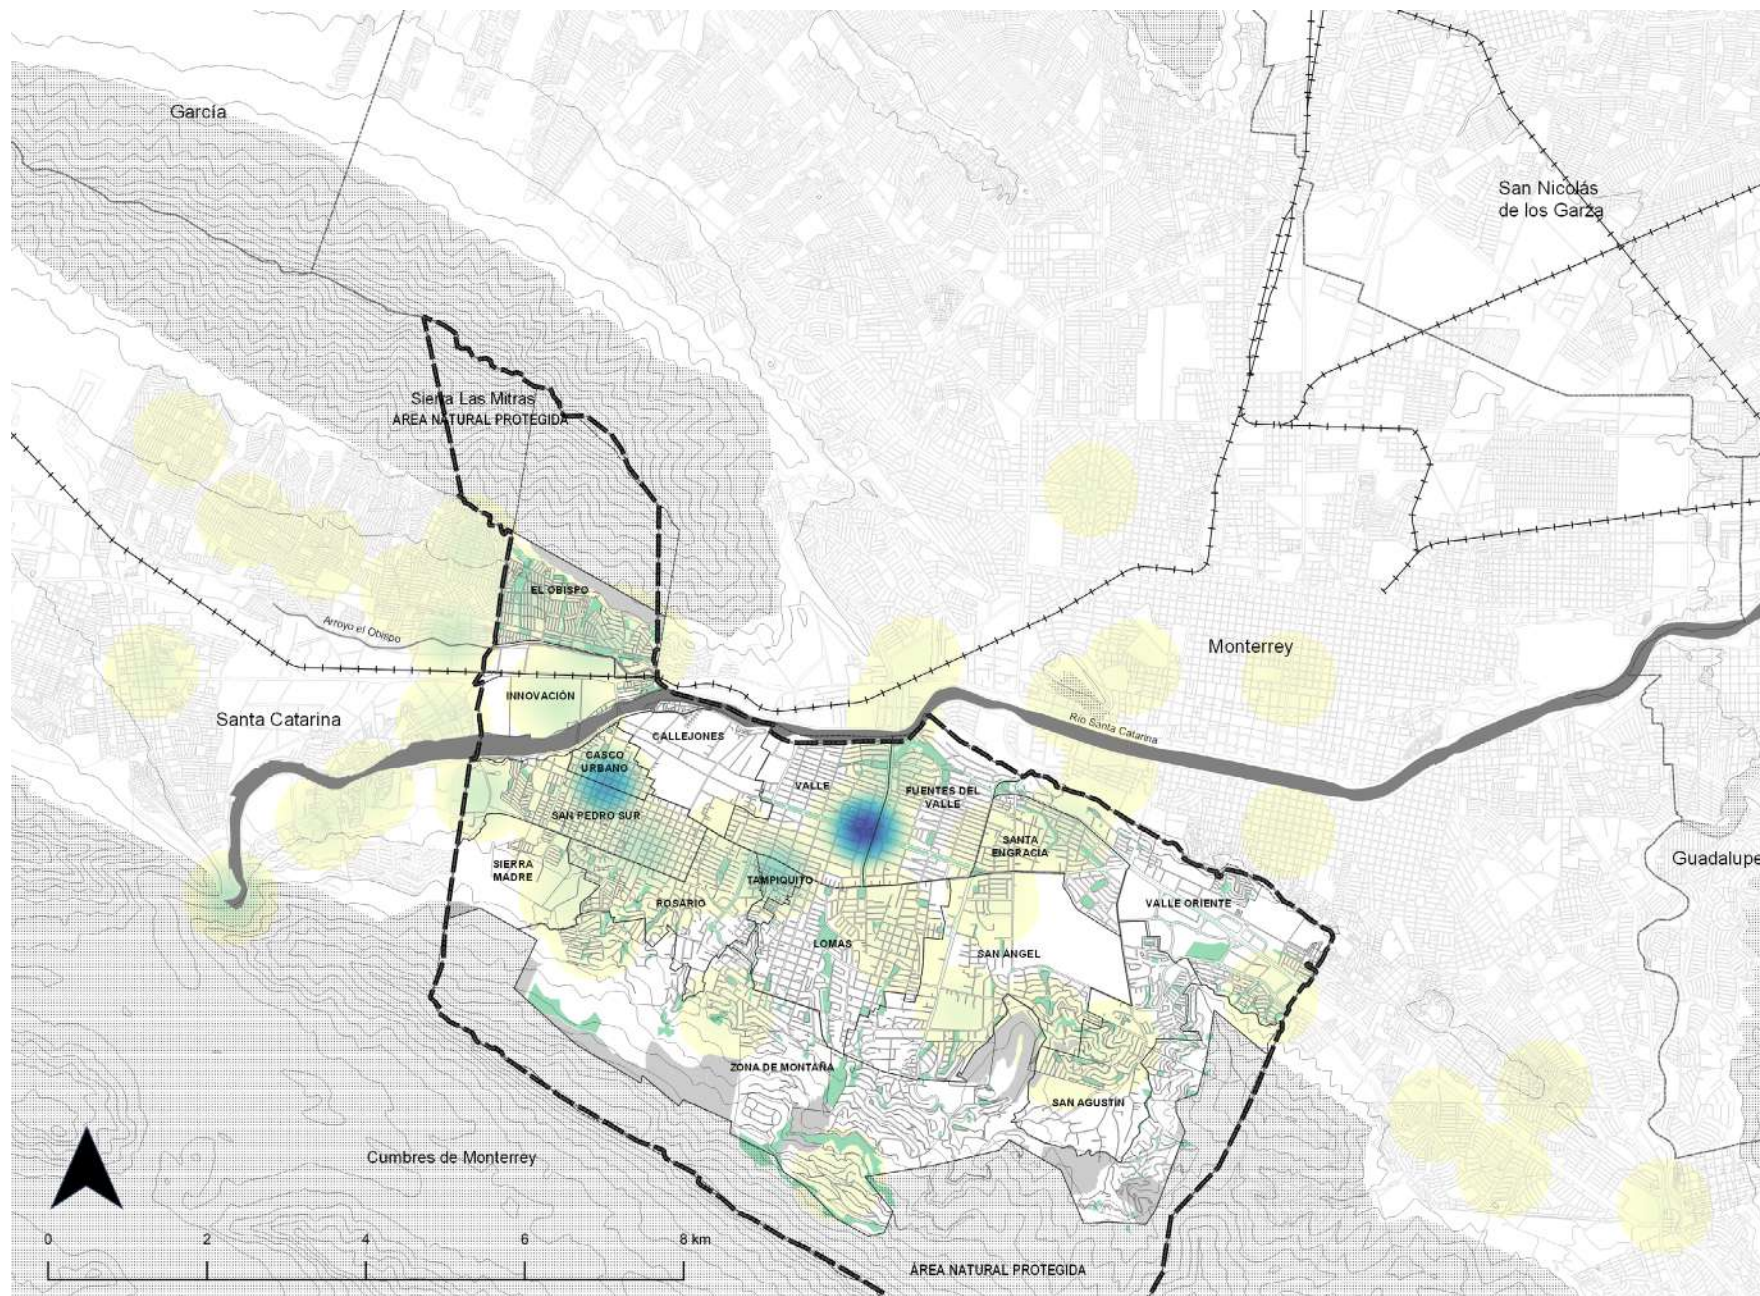 García
San Nicolás
de los Garza
Sierra Las Mitras
ÁREA NATURAL PROTEGIDA
EL OBISPO
Arroyo el Obispo
Monterrey
INNOVACIÓN
Santa Catarina
Río Santa Catarina
CALLEJONES
CASCO
URBANO
VALLE
FUENTES DEL
VALLE
SAN PEDRO SUR
SANTA
ENGRACIA
Guadalupe
SIERRA
MADRE
TAMPIQUITO
ROSARIO
VALLE ORIENTE
LOMAS
SAN ANGEL
ZONA DE MONTAÑA
SAN AGUSTÍN
Cumbres de Monterrey
0 2 4 6 8 km
ÁREA NATURAL PROTEGIDA